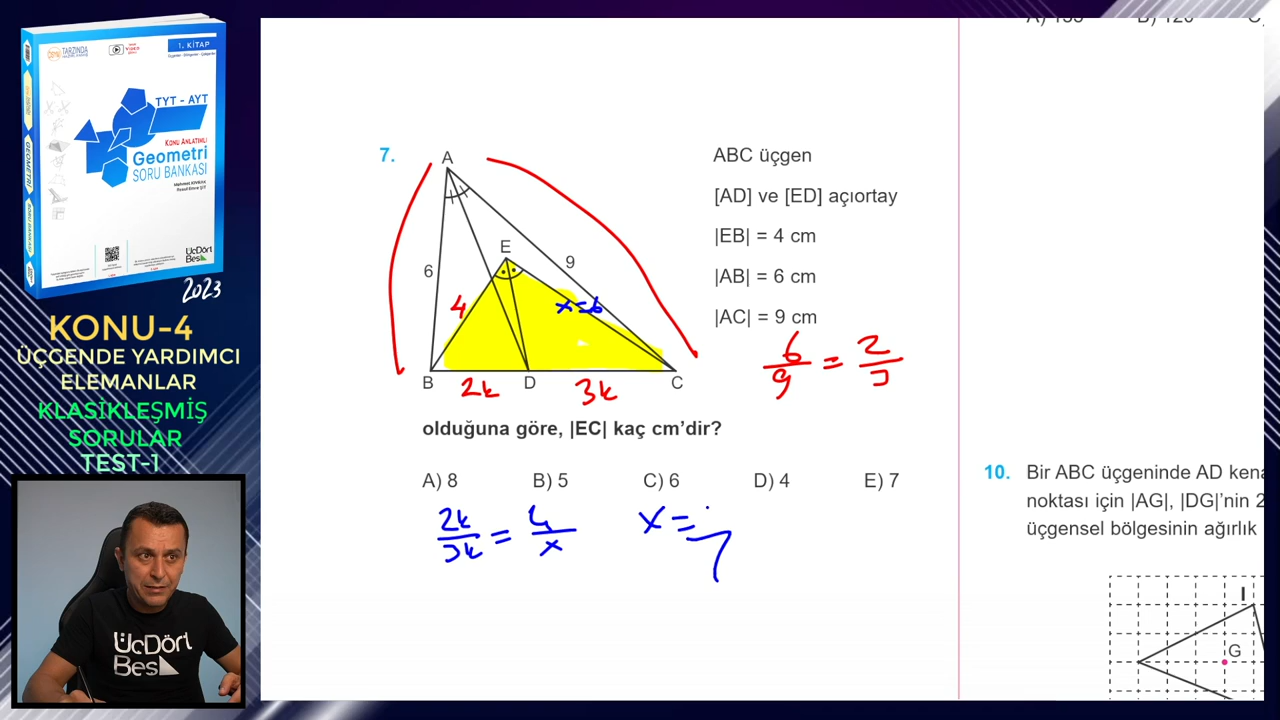 TARZINDA
1. KİTAP
TYT - AYT
KONU ANLATIMLI
Geometri
SORU BANKASI
ÜçDört
Beş
2023
KONU-4
ÜÇGENDE YARDIMCI
ELEMANLAR
KLASİKLEŞMİŞ
SORULAR
TEST-1
ÜçDört
Beş
B) 120
7.
A
E
6
9
4
x=6
B
D
C
2k
3k
ABC üçgen
[AD] ve [ED] açıortay
|EB| = 4 cm
|AB| = 6 cm
|AC| = 9 cm
6/9 = 2/3
olduğuna göre, |EC| kaç cm'dir?
A) 8 B) 5 C) 6 D) 4 E) 7
2k/3k = 4/x
x =
10. Bir ABC üçgeninde AD kena
noktası için |AG|, |DG|'nin 2
üçgensel bölgesinin ağırlık
G